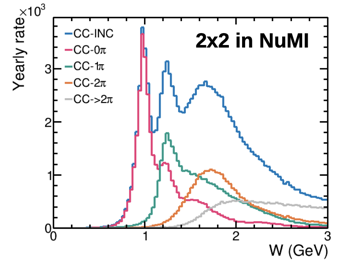 ×10³
Yearly rate
2x2 in NuMI
CC-INC
CC-0π
CC-1π
CC-2π
CC->2π
3
2
1
0
0 1 2 3
W (GeV)